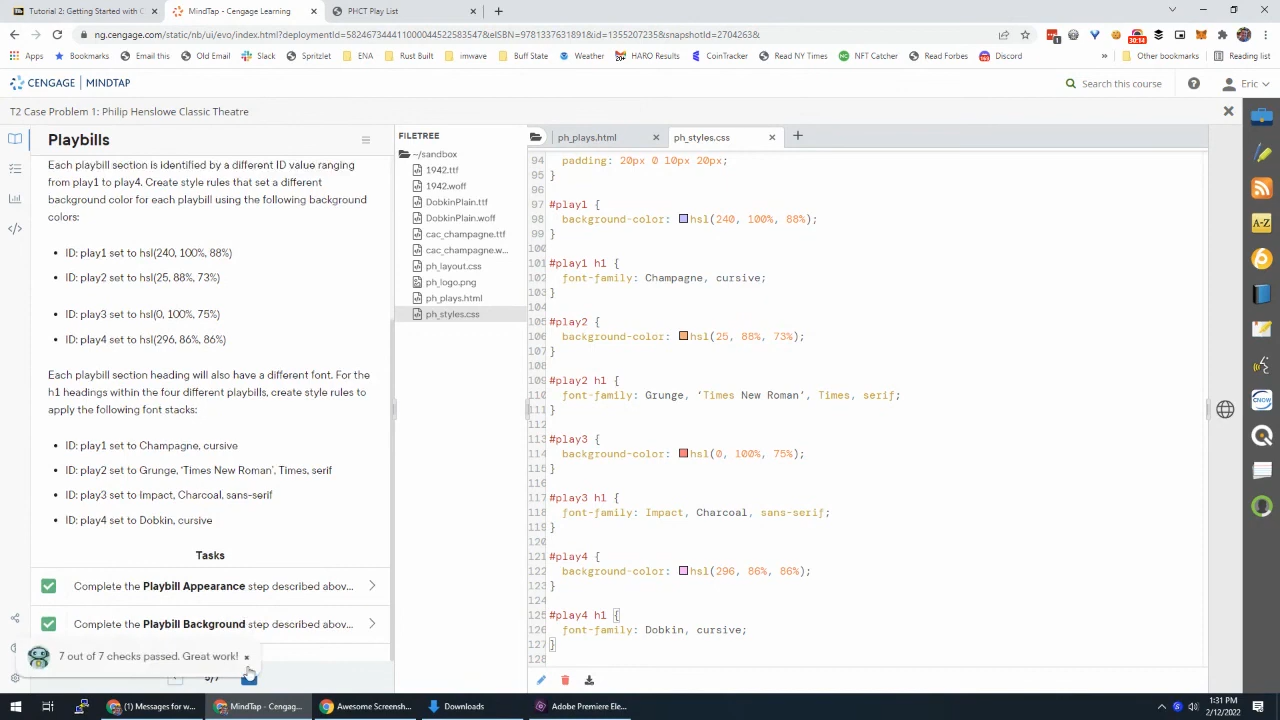 Tutorial 2: Getting Started with C
MindTap - Cengage Learning
PHCT Play List
ng.cengage.com/static/nb/ui/evo/index.html?deploymentId=58246734441100044522583547&eISBN=9781337631891&id=1355207235&snapshotId=2704263&
1
30:14
Apps
Bookmarks
Email this
Old Email
Slack
Spritzlet
ENA
Rust Built
imwave
Buff State
Weather
HARO Results
CoinTracker
Read NY Times
NFT Catcher
Read Forbes
Discord
Other bookmarks
Reading list
CENGAGE | MINDTAP
Search this course
Eric
T2 Case Problem 1: Philip Henslowe Classic Theatre
Playbills
Each playbill section is identified by a different ID value ranging
from play1 to play4. Create style rules that set a different
background color for each playbill using the following background
colors:
ID: play1 set to hsl(240, 100%, 88%)
ID: play2 set to hsl(25, 88%, 73%)
ID: play3 set to hsl(0, 100%, 75%)
ID: play4 set to hsl(296, 86%, 86%)
Each playbill section heading will also have a different font. For the
h1 headings within the four different playbills, create style rules to
apply the following font stacks:
ID: play1 set to Champagne, cursive
ID: play2 set to Grunge, ‘Times New Roman’, Times, serif
ID: play3 set to Impact, Charcoal, sans-serif
ID: play4 set to Dobkin, cursive
Tasks
Complete the Playbill Appearance step described abov...
Complete the Playbill Background step described abov...
7 out of 7 checks passed. Great work!
FILETREE
~/sandbox
1942.ttf
1942.woff
DobkinPlain.ttf
DobkinPlain.woff
cac_champagne.ttf
cac_champagne.w...
ph_layout.css
ph_logo.png
ph_plays.html
ph_styles.css
ph_plays.html
ph_styles.css
94 padding: 20px 0 10px 20px;
95 }
96
97 #play1 {
98 background-color: hsl(240, 100%, 88%);
99 }
100
101 #play1 h1 {
102 font-family: Champagne, cursive;
103 }
104
105 #play2 {
106 background-color: hsl(25, 88%, 73%);
107 }
108
109 #play2 h1 {
110 font-family: Grunge, ‘Times New Roman’, Times, serif;
111 }
112
113 #play3 {
114 background-color: hsl(0, 100%, 75%);
115 }
116
117 #play3 h1 {
118 font-family: Impact, Charcoal, sans-serif;
119 }
120
121 #play4 {
122 background-color: hsl(296, 86%, 86%);
123 }
124
125 #play4 h1 {
126 font-family: Dobkin, cursive;
127 }
128
A-Z
CNOW
(1) Messages for w...
MindTap - Cengag...
Awesome Screensh...
Downloads
Adobe Premiere Ele...
1:31 PM
2/12/2022